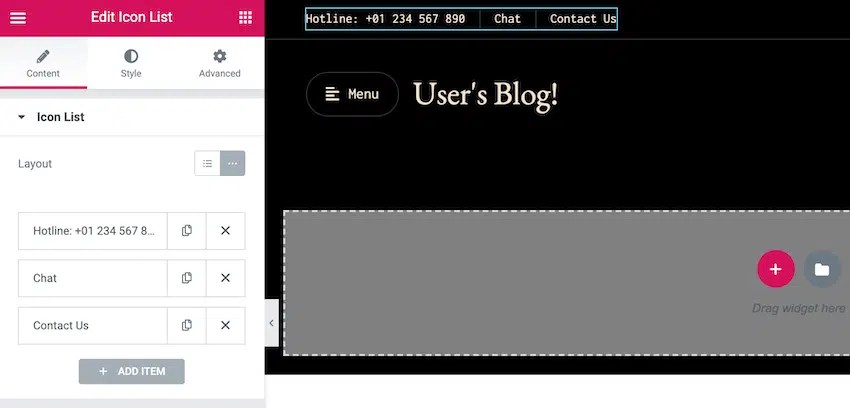 Edit Icon List
Content
Style
Advanced
Icon List
Layout
Hotline: +01 234 567 8...
Chat
Contact Us
ADD ITEM
Hotline: +01 234 567 890
Chat
Contact Us
Menu
User's Blog!
Drag widget here